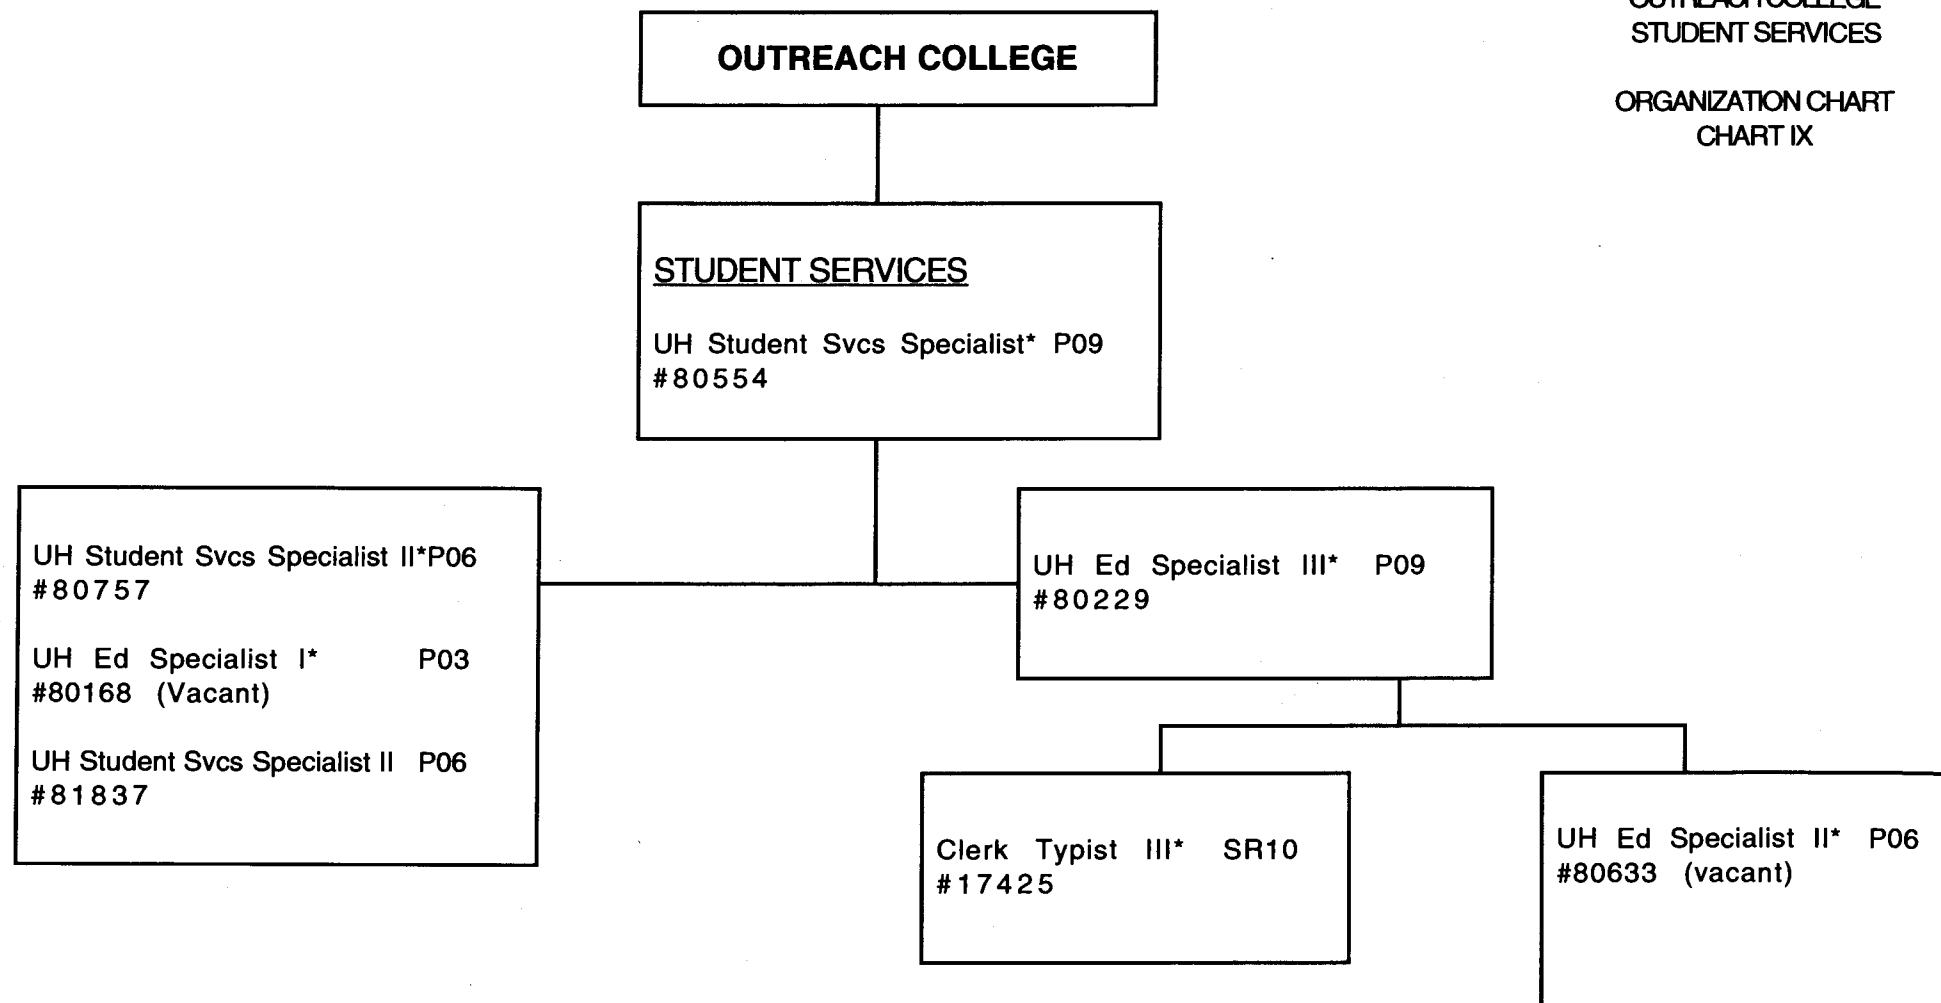 OUTREACH COLLEGE
STUDENT SERVICES
ORGANIZATION CHART
CHART IX
OUTREACH COLLEGE
STUDENT SERVICES
UH Student Svcs Specialist* P09
#80554
UH Student Svcs Specialist II*P06
#80757
UH Ed Specialist I* P03
#80168 (Vacant)
UH Student Svcs Specialist II P06
#81837
UH Ed Specialist III* P09
#80229
Clerk Typist III* SR10
#17425
UH Ed Specialist II* P06
#80633 (vacant)